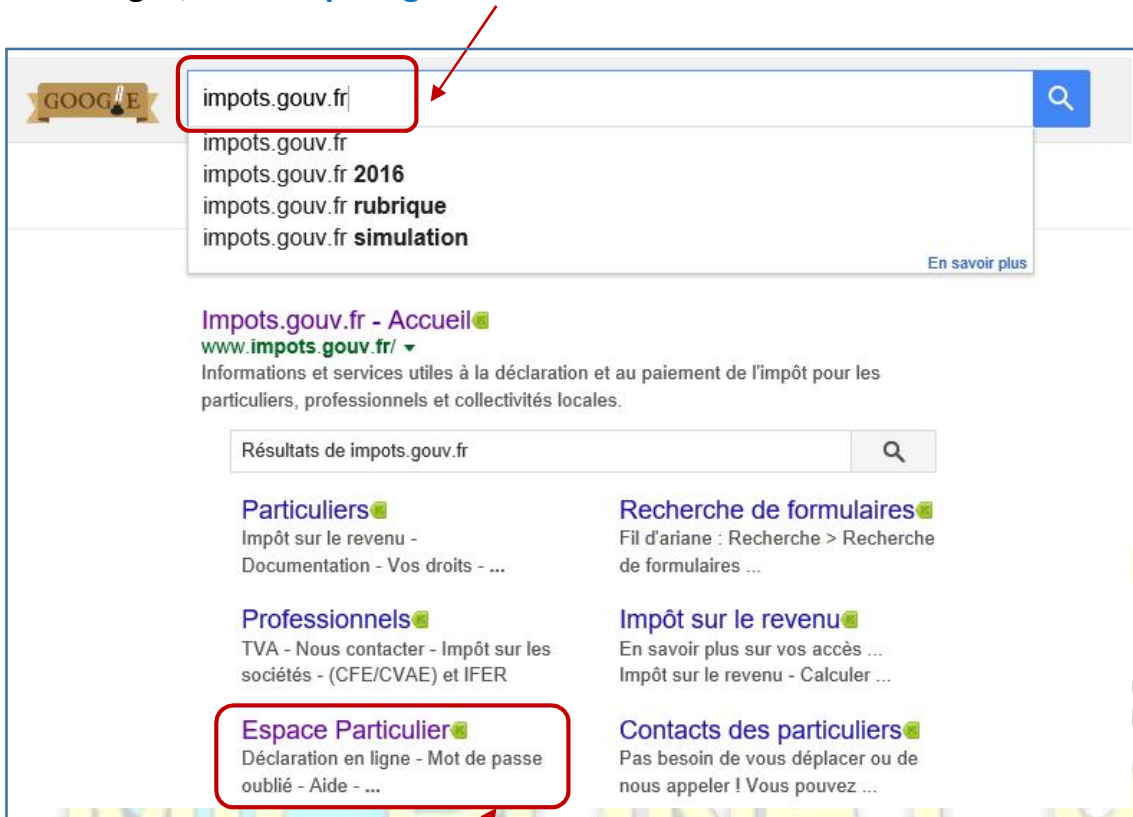 GOOGLE
impots.gouv.fr
impots.gouv.fr
impots.gouv.fr 2016
impots.gouv.fr rubrique
impots.gouv.fr simulation
En savoir plus
Impots.gouv.fr - Accueil
www.impots.gouv.fr/
Informations et services utiles à la déclaration et au paiement de l'impôt pour les
particuliers, professionnels et collectivités locales.
Résultats de impots.gouv.fr
Particuliers
Impôt sur le revenu -
Documentation - Vos droits - ...
Recherche de formulaires
Fil d'ariane : Recherche > Recherche
de formulaires ...
Professionnels
TVA - Nous contacter - Impôt sur les
sociétés - (CFE/CVAE) et IFER
Impôt sur le revenu
En savoir plus sur vos accès ...
Impôt sur le revenu - Calculer ...
Espace Particulier
Déclaration en ligne - Mot de passe
oublié - Aide - ...
Contacts des particuliers
Pas besoin de vous déplacer ou de
nous appeler ! Vous pouvez ...